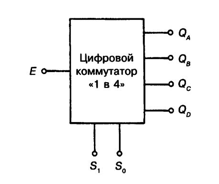 Q_A
Цифровой
коммутатор
«1 в 4»
Q_B
E
Q_C
Q_D
S_1 S_0